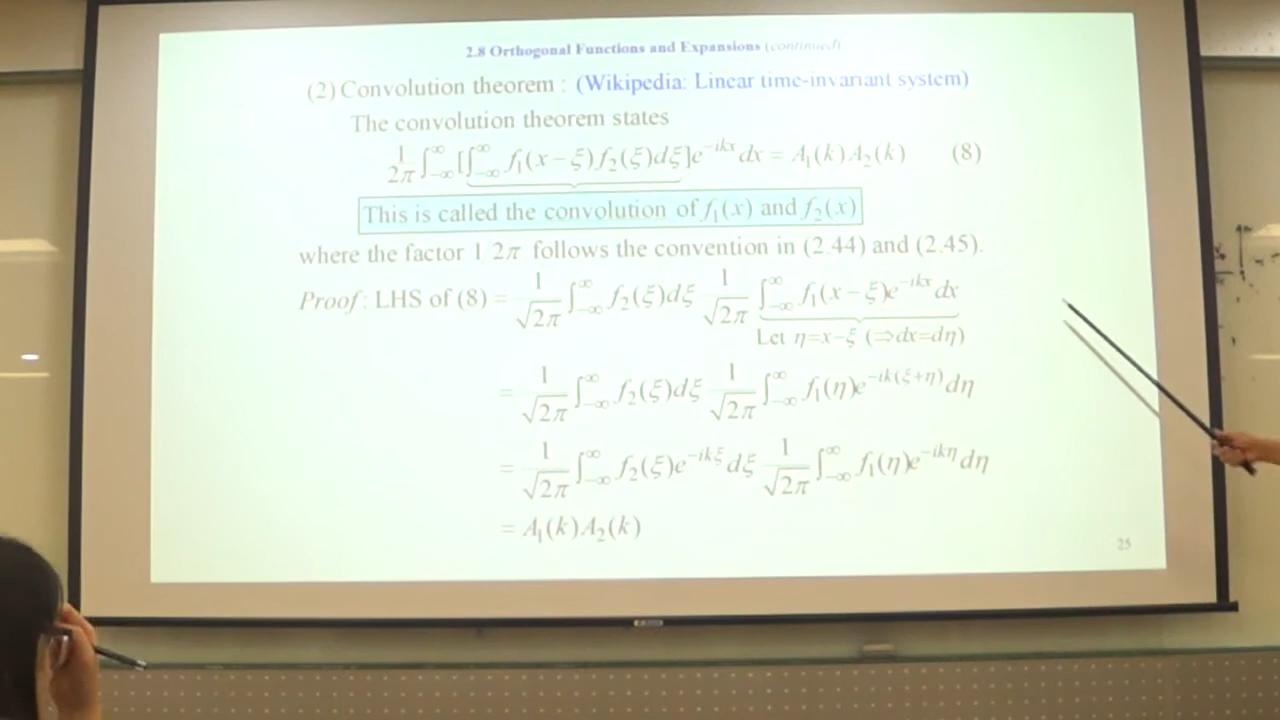 2.8 Orthogonal Functions and Expansions (continued)
(2) Convolution theorem : (Wikipedia: Linear time-invariant system)
The convolution theorem states
1/2π ∫_{-∞}^{∞} [∫_{-∞}^{∞} f₁(x−ξ)f₂(ξ)dξ]e^{−ikx}dx = A₁(k)A₂(k) (8)
This is called the convolution of f₁(x) and f₂(x)
where the factor 1 2π follows the convention in (2.44) and (2.45).
Proof: LHS of (8) = 1/√2π ∫_{-∞}^{∞} f₂(ξ)dξ 1/√2π ∫_{-∞}^{∞} f₁(x−ξ)e^{−ikx}dx
Let η=x−ξ (⇒dx=dη)
= 1/√2π ∫_{-∞}^{∞} f₂(ξ)dξ 1/√2π ∫_{-∞}^{∞} f₁(η)e^{−ik(ξ+η)}dη
= 1/√2π ∫_{-∞}^{∞} f₂(ξ)e^{−ikξ}dξ 1/√2π ∫_{-∞}^{∞} f₁(η)e^{−ikη}dη
= A₁(k)A₂(k)
25